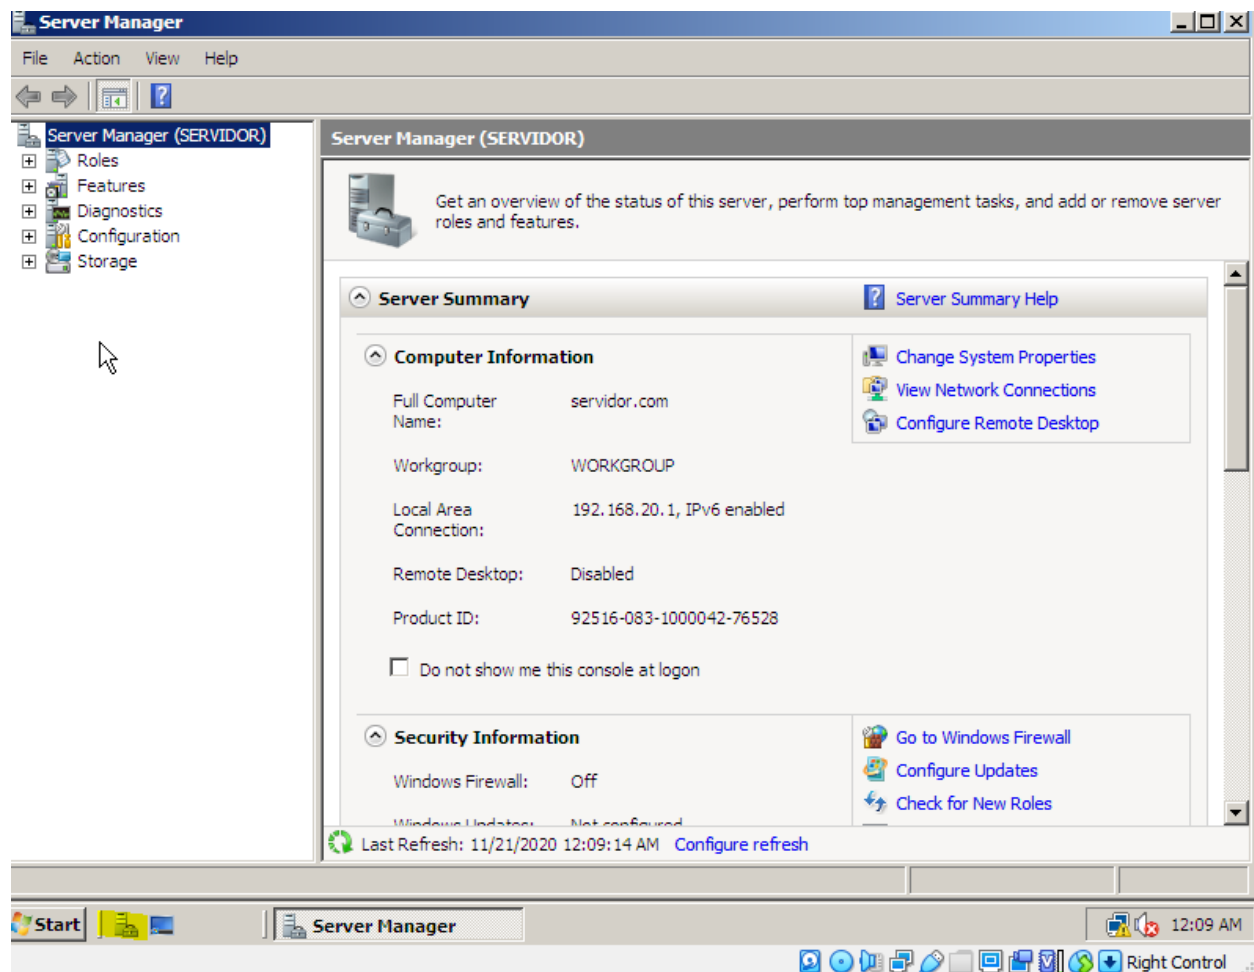 Server Manager
File Action View Help
Server Manager (SERVIDOR)
Roles
Features
Diagnostics
Configuration
Storage
Server Manager (SERVIDOR)
Get an overview of the status of this server, perform top management tasks, and add or remove server
roles and features.
Server Summary
Server Summary Help
Computer Information
Full Computer
Name:
servidor.com
Workgroup:
WORKGROUP
Local Area
Connection:
192.168.20.1, IPv6 enabled
Remote Desktop:
Disabled
Product ID:
92516-083-1000042-76528
Do not show me this console at logon
Change System Properties
View Network Connections
Configure Remote Desktop
Security Information
Windows Firewall:
Off
Windows Updates:
Not configured
Go to Windows Firewall
Configure Updates
Check for New Roles
Last Refresh: 11/21/2020 12:09:14 AM Configure refresh
Start
Server Manager
12:09 AM
Right Control